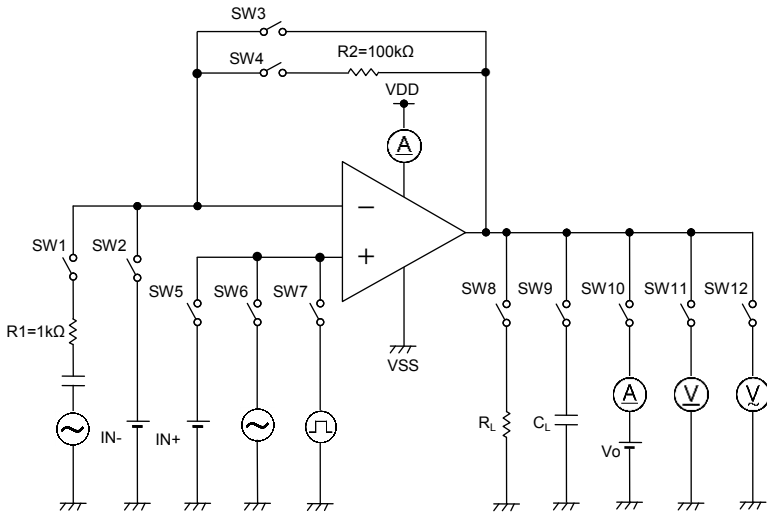 SW3
SW4
R2=100kΩ
VDD
A
−
+
SW1
SW2
SW5
SW6
SW7
SW8
SW9
SW10
SW11
SW12
R1=1kΩ
VSS
A
V
V
~
IN-
IN+
RL
CL
Vo